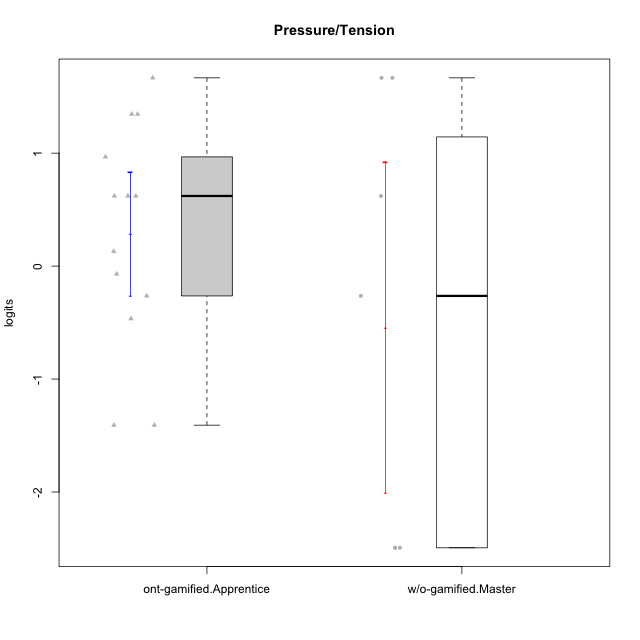 Pressure/Tension
logits
1
0
-1
-2
ont-gamified.Apprentice
w/o-gamified.Master